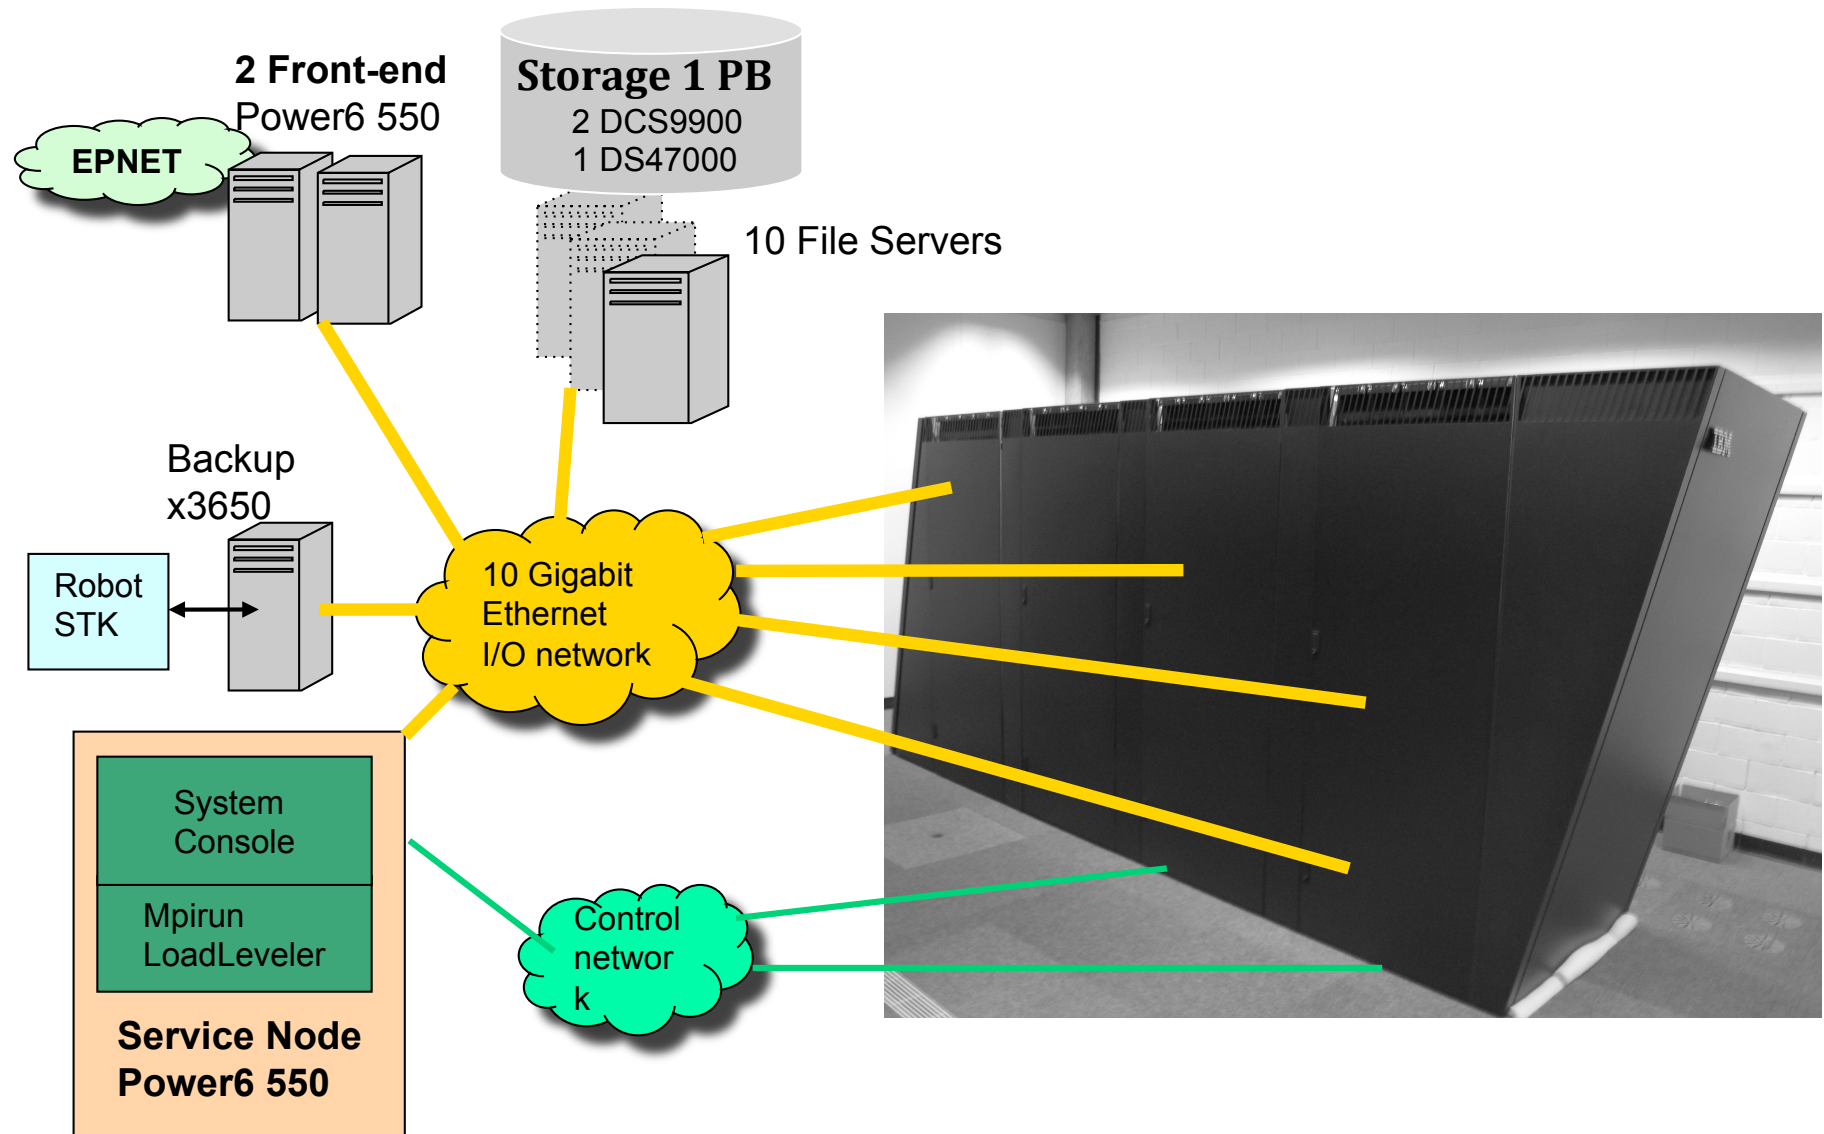 2 Front-end
Power6 550
EPNET
Storage 1 PB
2 DCS9900
1 DS47000
10 File Servers
Backup
x3650
Robot
STK
10 Gigabit
Ethernet
I/O network
System
Console
Mpirun
LoadLeveler
Service Node
Power6 550
Control
networ
k